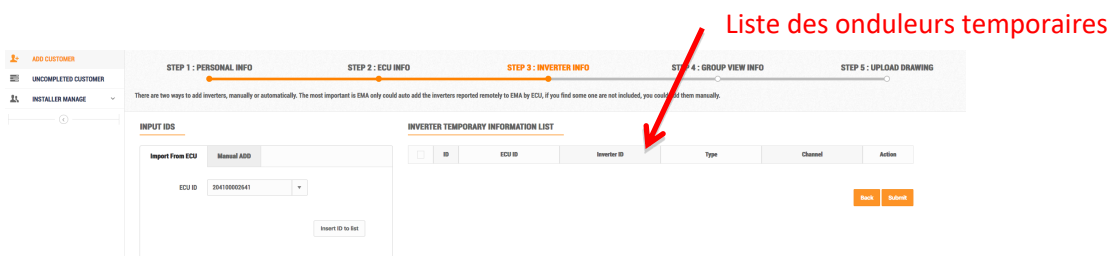 Liste des onduleurs temporaires
ADD CUSTOMER
UNCOMPLETED CUSTOMER
INSTALLER MANAGE
STEP 1 : PERSONAL INFO
STEP 2 : ECU INFO
STEP 3 : INVERTER INFO
STEP 4 : GROUP VIEW INFO
STEP 5 : UPLOAD DRAWING
There are two ways to add inverters, manually or automatically. The most important is EMA only could auto add the inverters reported remotely to EMA by ECU, if you find some one are not included, you could add them manually.
INPUT IDS
Import From ECU Manual ADD
ECU ID 204100002641
Insert ID to list
INVERTER TEMPORARY INFORMATION LIST
ID ECU ID Inverter ID Type Channel Action
Back Submit